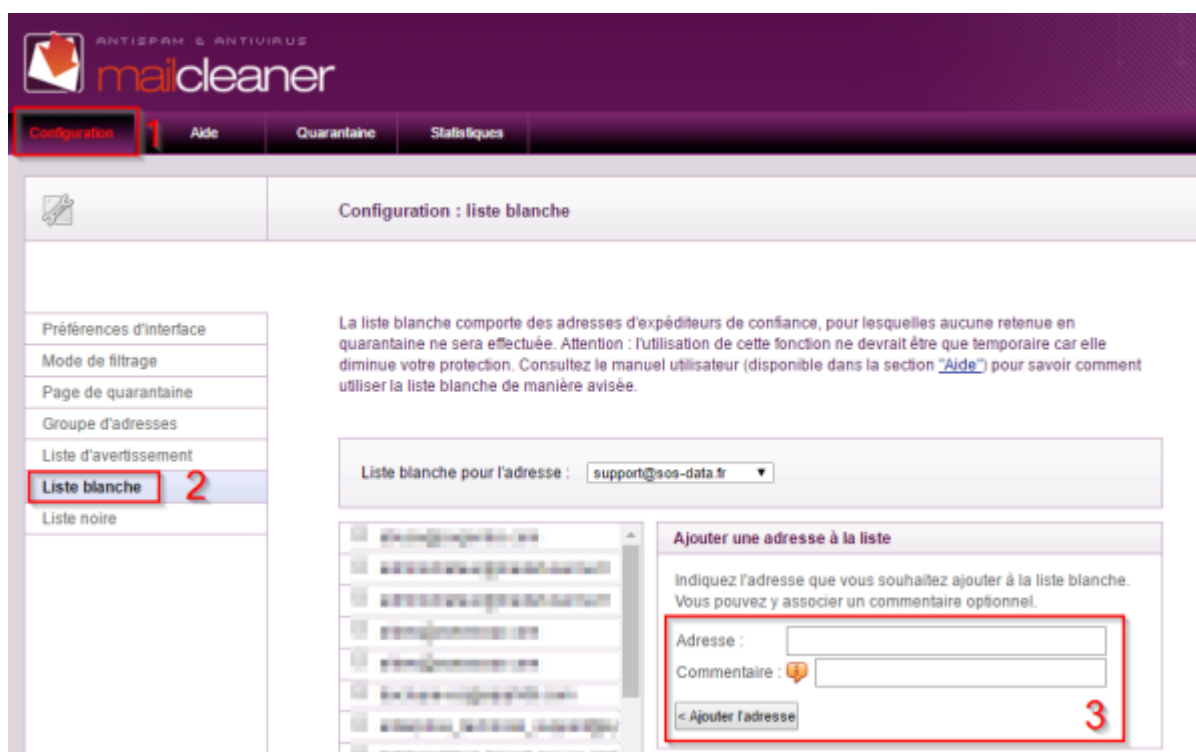 ANTISPAM & ANTIVIRUS
mailcleaner
Configuration 1 Aide Quarantaine Statistiques
Configuration : liste blanche
Préférences d'interface
Mode de filtrage
Page de quarantaine
Groupe d'adresses
Liste d'avertissement
Liste blanche 2
Liste noire
La liste blanche comporte des adresses d'expéditeurs de confiance, pour lesquelles aucune retenue en
quarantaine ne sera effectuée. Attention : l'utilisation de cette fonction ne devrait être que temporaire car elle
diminue votre protection. Consultez le manuel utilisateur (disponible dans la section "Aide") pour savoir comment
utiliser la liste blanche de manière avisée.
Liste blanche pour l'adresse : support@sos-data.fr
Ajouter une adresse à la liste
Indiquez l'adresse que vous souhaitez ajouter à la liste blanche.
Vous pouvez y associer un commentaire optionnel.
Adresse :
Commentaire :
< Ajouter l'adresse 3